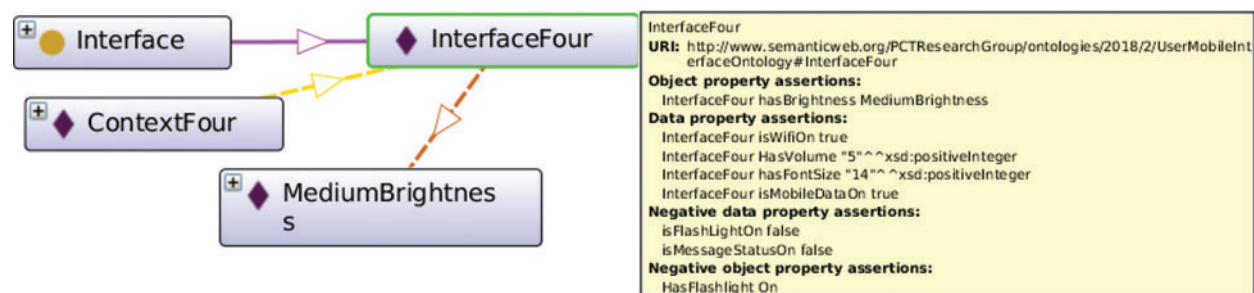 Interface
InterfaceFour
ContextFour
MediumBrightnes
s
InterfaceFour
URI: http://www.semanticweb.org/PCTResearchGroup/ontologies/2018/2/UserMobileInt
erfaceOntology#InterfaceFour
Object property assertions:
InterfaceFour hasBrightness MediumBrightness
Data property assertions:
InterfaceFour isWifiOn true
InterfaceFour HasVolume "5"^^xsd:positiveInteger
InterfaceFour hasFontSize "14"^^xsd:positiveInteger
InterfaceFour isMobileDataOn true
Negative data property assertions:
isFlashLightOn false
isMessageStatusOn false
Negative object property assertions:
HasFlashlight On